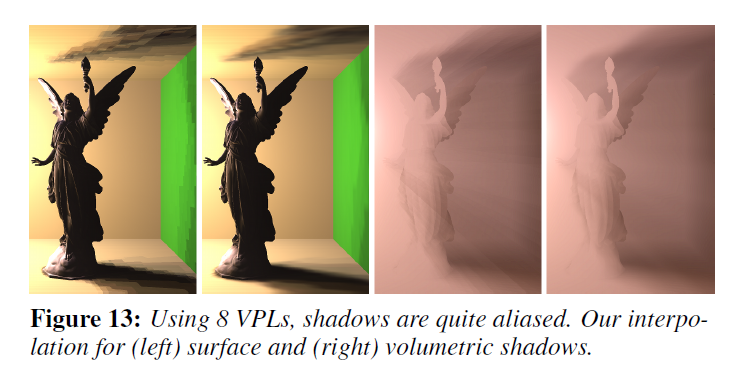 Figure 13: Using 8 VPLs, shadows are quite aliased. Our interpo-
lation for (left) surface and (right) volumetric shadows.